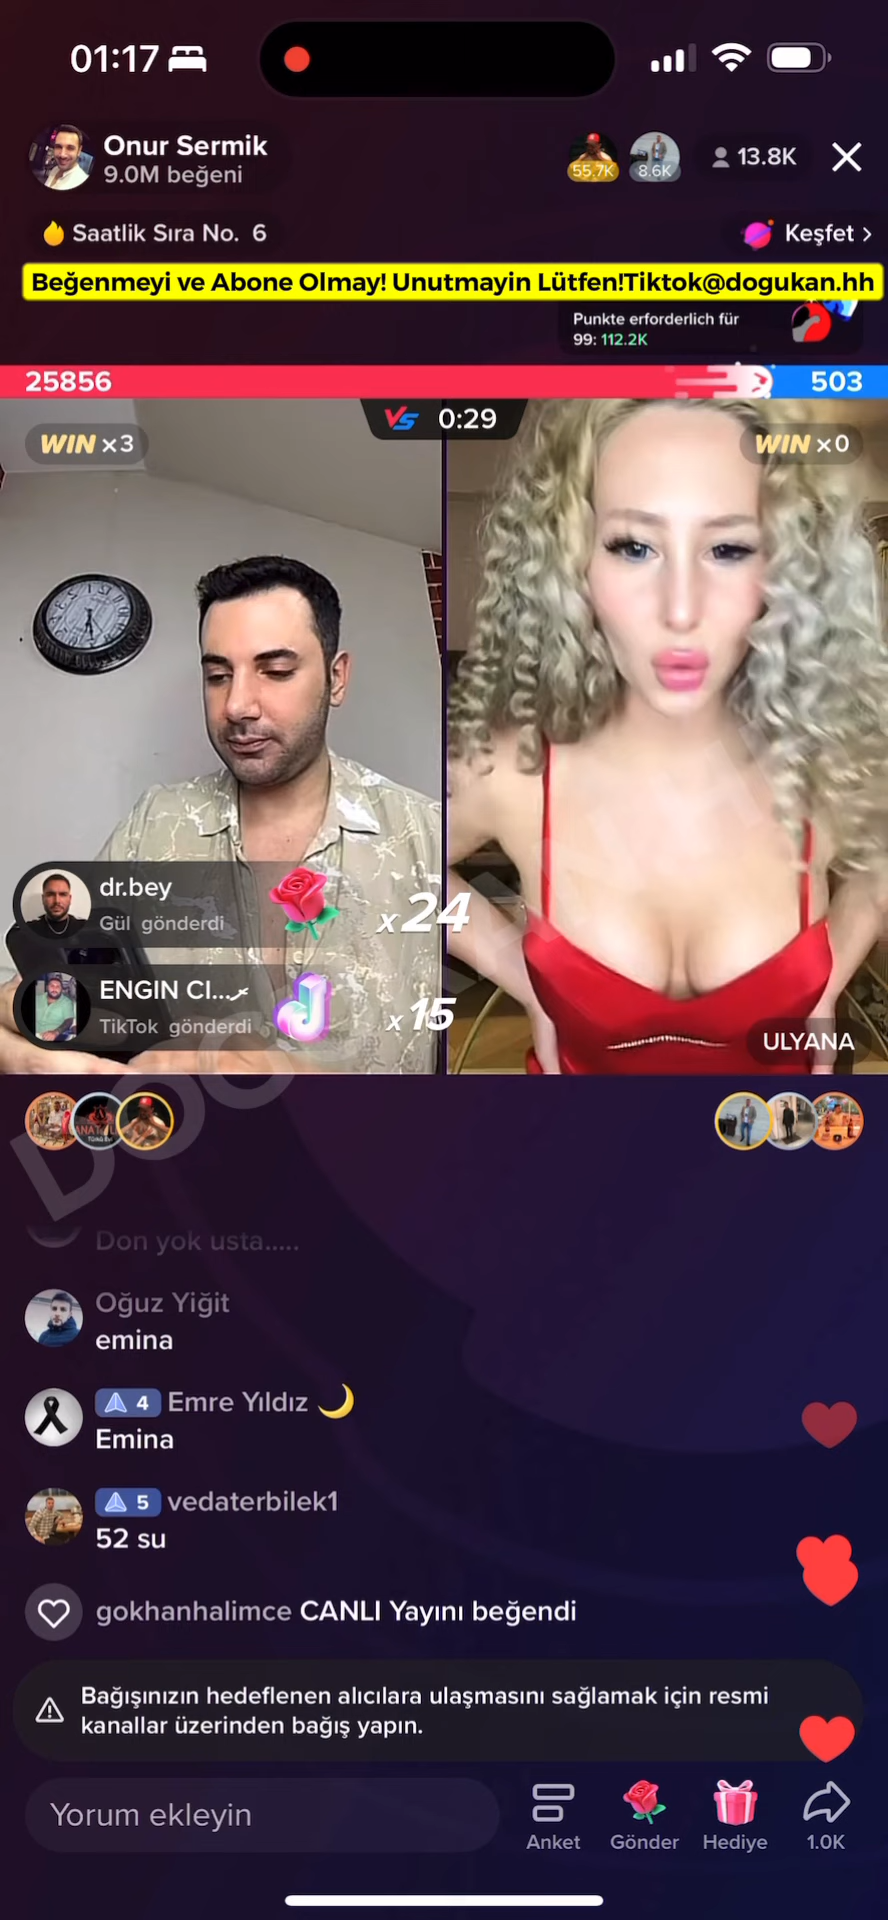 01:17
Onur Sermik
9.0M beğeni
55.7K
8.6K
13.8K
Saatlik Sıra No. 6
Keşfet >
Beğenmeyi ve Abone Olmay! Unutmayin Lütfen!Tiktok@dogukan.hh
Punkte erforderlich für
99: 112.2K
25856
503
VS 0:29
WIN x3
WIN x0
dr.bey
Gül gönderdi
x24
ENGIN CI...
TikTok gönderdi
x15
ULYANA
Don yok usta.....
Oğuz Yiğit
emina
4 Emre Yıldız
Emina
5 vedaterbilek1
52 su
gokhanhalimce CANLI Yayını beğendi
Bağışınızın hedeflenen alıcılara ulaşmasını sağlamak için resmi
kanallar üzerinden bağış yapın.
Yorum ekleyin
Anket
Gönder
Hediye
1.0K